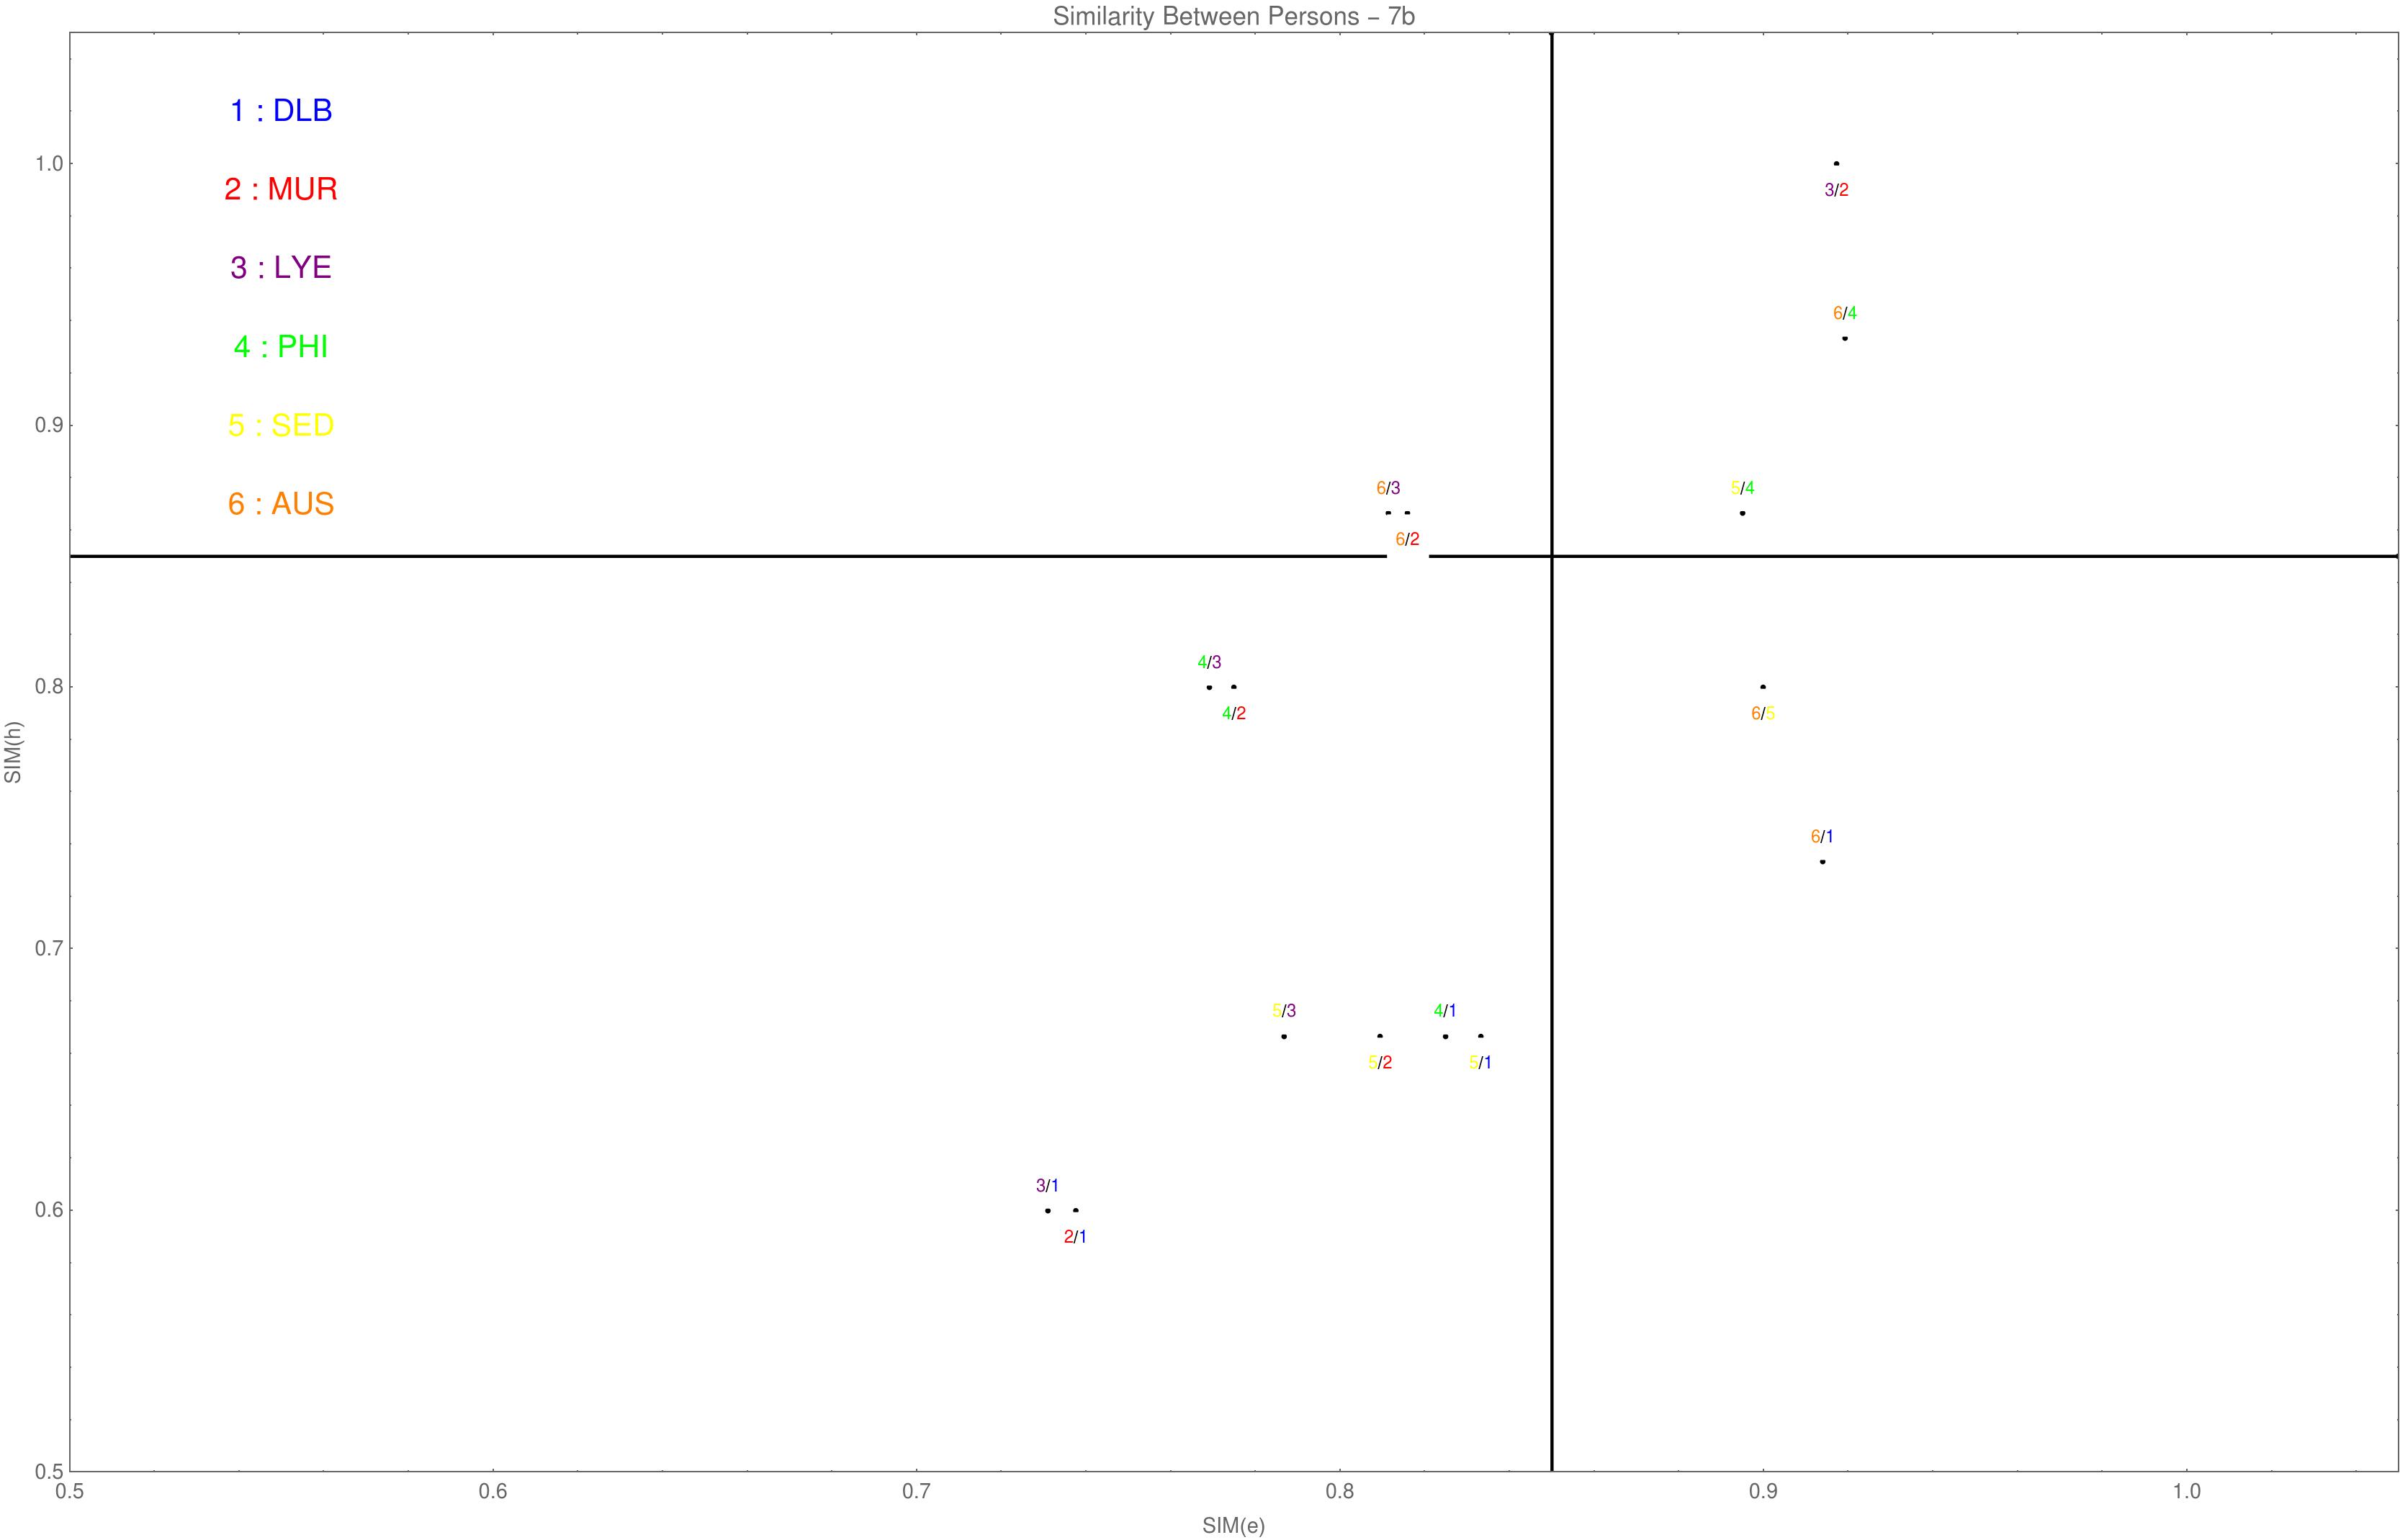 Similarity Between Persons – 7b
1 : DLB
2 : MUR
3 : LYE
4 : PHI
5 : SED
6 : AUS
3/2
6/4
6/3
5/4
6/2
4/3
4/2
6/5
6/1
5/3
4/1
5/2
5/1
3/1
2/1
1.0
0.9
0.8
0.7
0.6
0.5
SIM(h)
0.5 0.6 0.7 0.8 0.9 1.0
SIM(e)